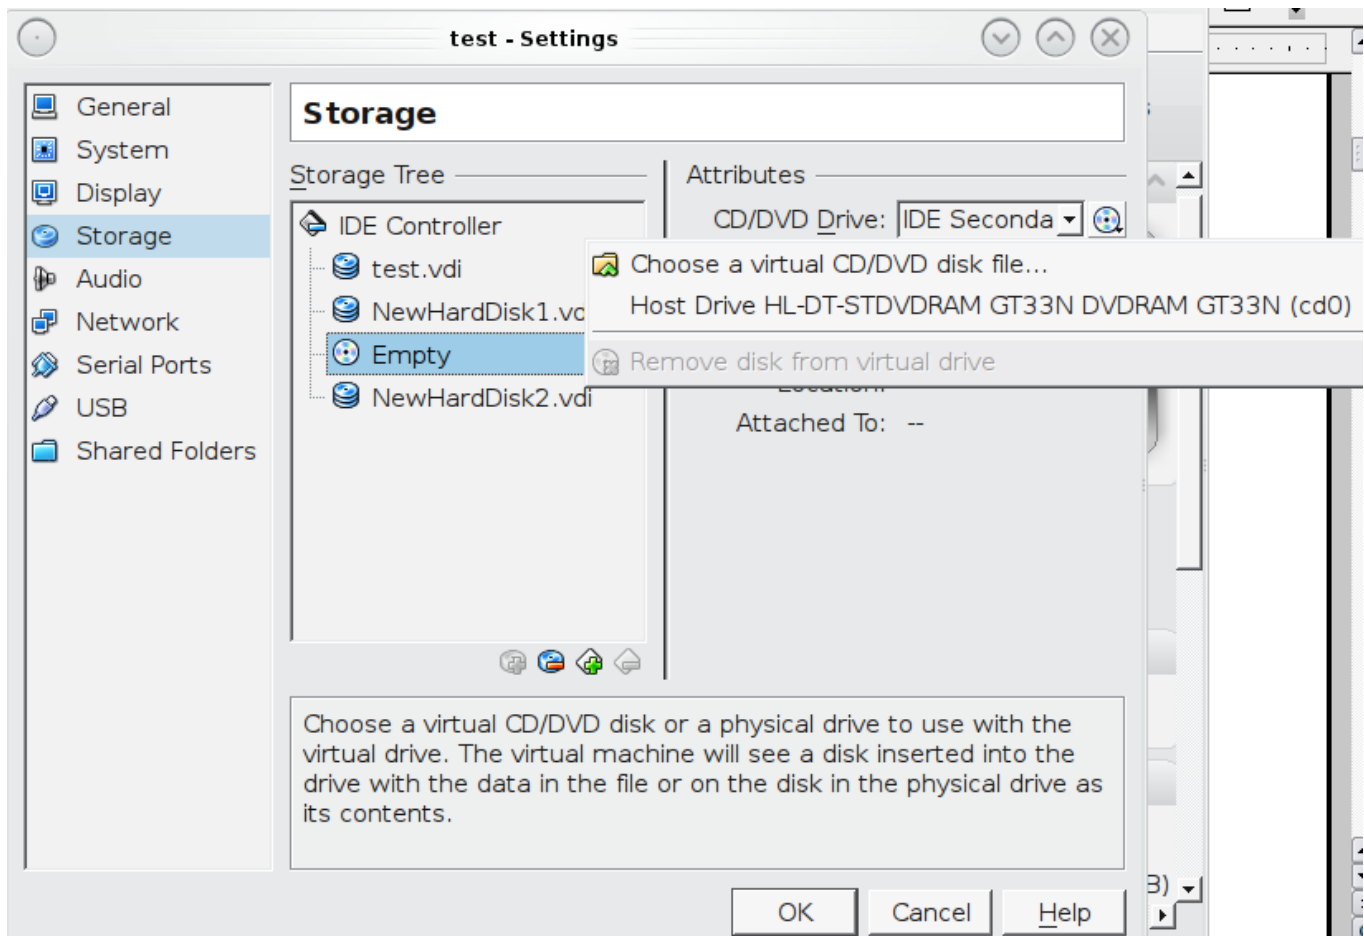 test - Settings
General
System
Display
Storage
Audio
Network
Serial Ports
USB
Shared Folders
Storage
Storage Tree
IDE Controller
test.vdi
NewHardDisk1.vd
Empty
NewHardDisk2.vdi
Attributes
CD/DVD Drive: IDE Seconda
Choose a virtual CD/DVD disk file...
Host Drive HL-DT-STDVDRAM GT33N DVDRAM GT33N (cd0)
Remove disk from virtual drive
Location:
Attached To: --
Choose a virtual CD/DVD disk or a physical drive to use with the
virtual drive. The virtual machine will see a disk inserted into the
drive with the data in the file or on the disk in the physical drive as
its contents.
OK Cancel Help
B)